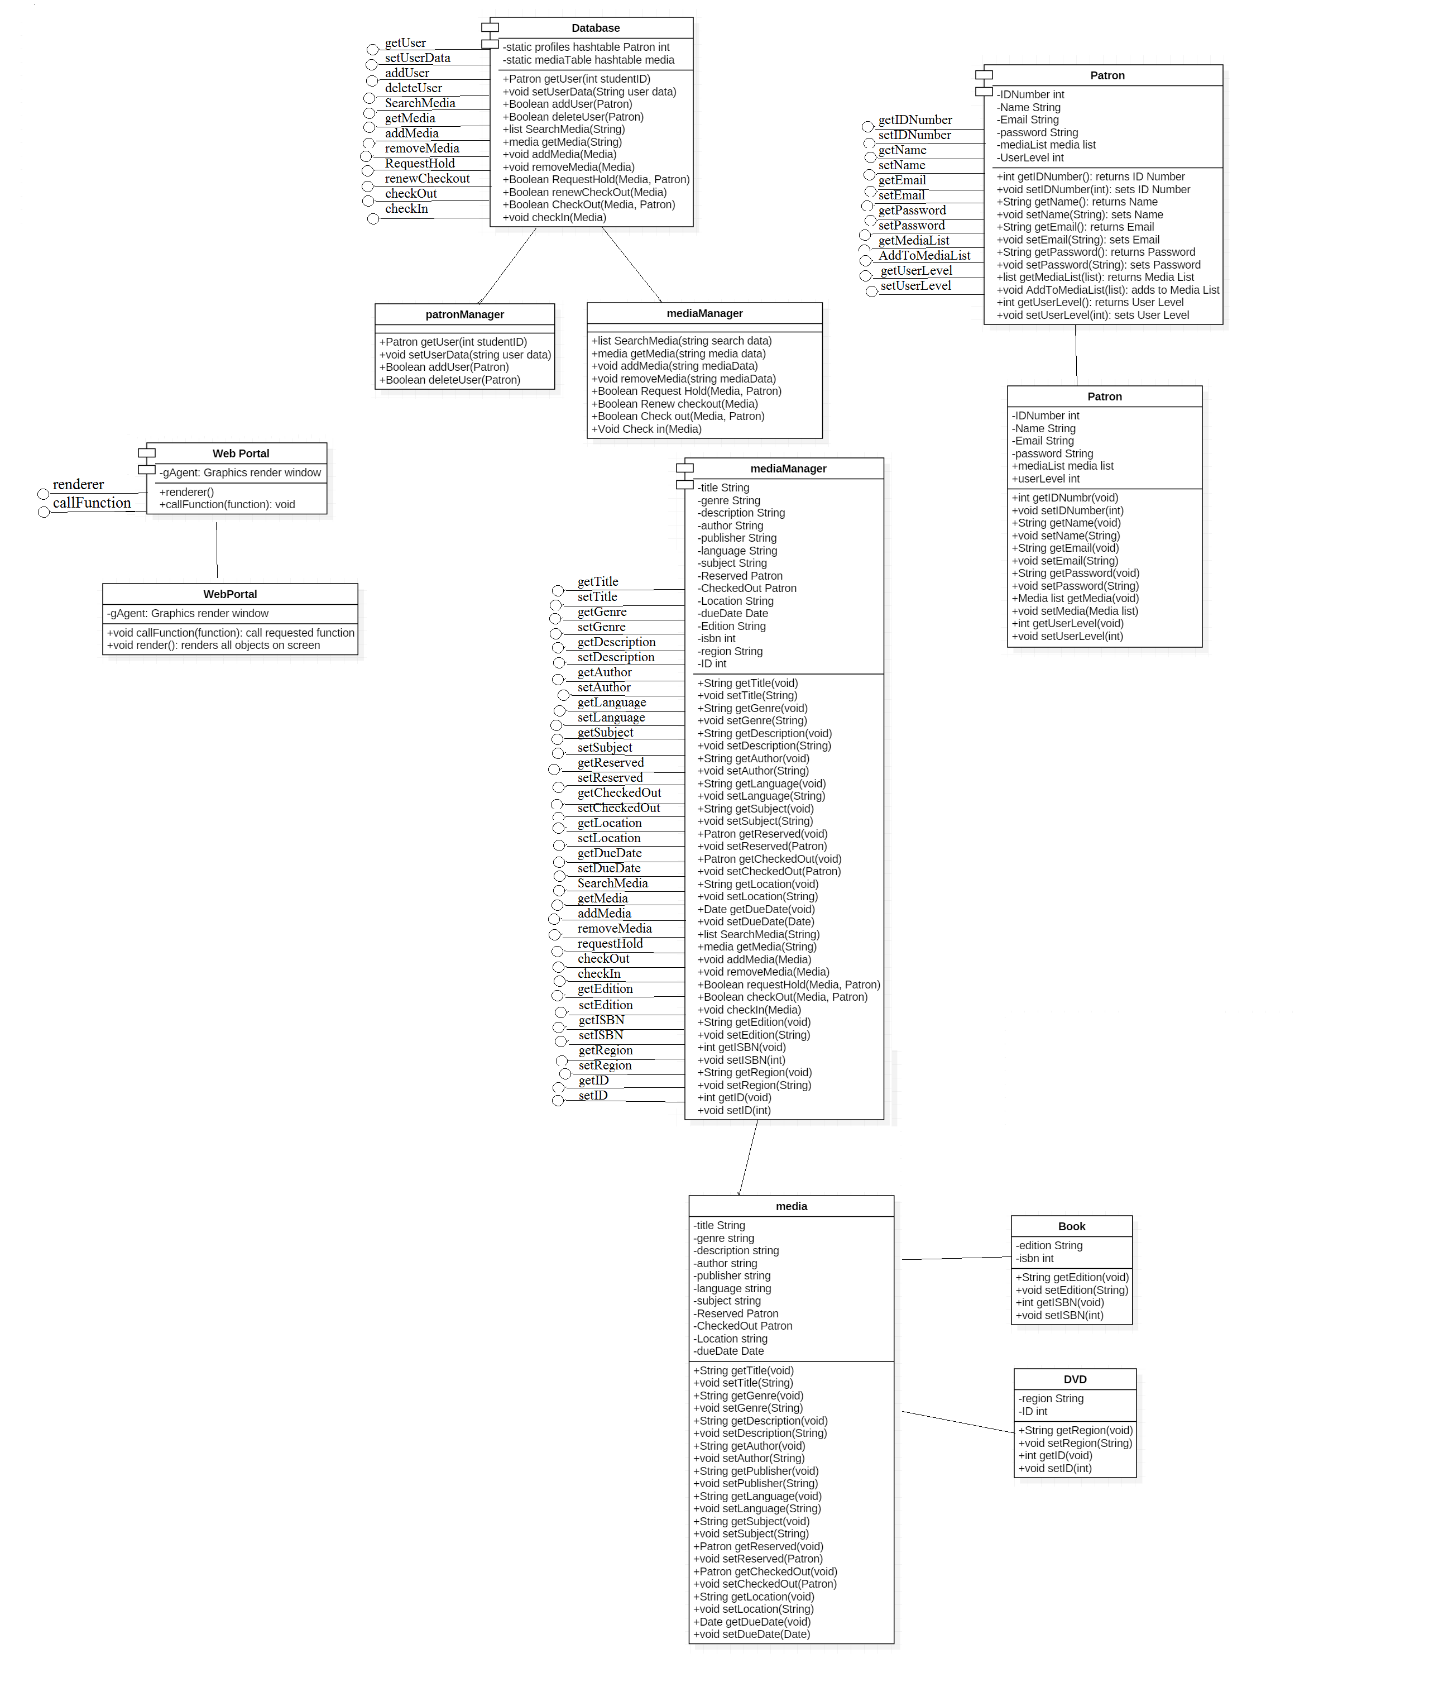 Database
-static profiles hashtable Patron int
-static mediaTable hashtable media
+Patron getUser(int studentID)
+void setUserData(String user data)
+Boolean addUser(Patron)
+Boolean deleteUser(Patron)
+list SearchMedia(String)
+media getMedia(String)
+void addMedia(Media)
+void removeMedia(Media)
+Boolean RequestHold(Media, Patron)
+Boolean renewCheckOut(Media)
+Boolean CheckOut(Media, Patron)
+void checkIn(Media)
getUser
setUserData
addUser
deleteUser
SearchMedia
getMedia
addMedia
removeMedia
RequestHold
renewCheckout
checkOut
checkIn
Patron
-IDNumber int
-Name String
-Email String
-password String
-mediaList media list
-UserLevel int
+int getIDNumber(): returns ID Number
+void setIDNumber(int): sets ID Number
+String getName(): returns Name
+void setName(String): sets Name
+String getEmail(): returns Email
+void setEmail(String): sets Email
+String getPassword(): returns Password
+void setPassword(String): sets Password
+list getMediaList(list): returns Media List
+void AddToMediaList(list): adds to Media List
+int getUserLevel(): returns User Level
+void setUserLevel(int): sets User Level
getIDNumber
setIDNumber
getName
setName
getEmail
setEmail
getPassword
setPassword
getMediaList
AddToMediaList
getUserLevel
setUserLevel
patronManager
+Patron getUser(int studentID)
+void setUserData(string user data)
+Boolean addUser(Patron)
+Boolean deleteUser(Patron)
mediaManager
+list SearchMedia(string search data)
+media getMedia(string media data)
+void addMedia(string mediaData)
+void removeMedia(string mediaData)
+Boolean Request Hold(Media, Patron)
+Boolean Renew checkout(Media)
+Boolean Check out(Media, Patron)
+Void Check in(Media)
Patron
-IDNumber int
-Name String
-Email String
-password String
+mediaList media list
+userLevel int
+int getIDNumbr(void)
+void setIDNumber(int)
+String getName(void)
+void setName(String)
+String getEmail(void)
+void setEmail(String)
+String getPassword(void)
+void setPassword(String)
+Media list getMedia(void)
+void setMedia(Media list)
+int getUserLevel(void)
+void setUserLevel(int)
Web Portal
-gAgent: Graphics render window
+renderer()
+callFunction(function): void
renderer
callFunction
WebPortal
-gAgent: Graphics render window
+void callFunction(function): call requested function
+void render(): renders all objects on screen
mediaManager
-title String
-genre String
-description String
-author String
-publisher String
-language String
-subject String
-Reserved Patron
-CheckedOut Patron
-Location String
-dueDate Date
-Edition String
-isbn int
-region String
-ID int
+String getTitle(void)
+void setTitle(String)
+String getGenre(void)
+void setGenre(String)
+String getDescription(void)
+void setDescription(String)
+String getAuthor(void)
+void setAuthor(String)
+String getLanguage(void)
+void setLanguage(String)
+String getSubject(void)
+void setSubject(String)
+Patron getReserved(void)
+void setReserved(Patron)
+Patron getCheckedOut(void)
+void setCheckedOut(Patron)
+String getLocation(void)
+void setLocation(String)
+Date getDueDate(void)
+void setDueDate(Date)
+list SearchMedia(String)
+media getMedia(String)
+void addMedia(Media)
+void removeMedia(Media)
+Boolean requestHold(Media, Patron)
+Boolean checkOut(Media, Patron)
+void checkIn(Media)
+String getEdition(void)
+void setEdition(String)
+int getISBN(void)
+void setISBN(int)
+String getRegion(void)
+void setRegion(String)
+int getID(void)
+void setID(int)
getTitle
setTitle
getGenre
setGenre
getDescription
setDescription
getAuthor
setAuthor
getLanguage
setLanguage
getSubject
setSubject
getReserved
setReserved
getCheckedOut
setCheckedOut
getLocation
setLocation
getDueDate
setDueDate
SearchMedia
getMedia
addMedia
removeMedia
requestHold
checkOut
checkIn
getEdition
setEdition
getISBN
setISBN
getRegion
setRegion
getID
setID
media
-title String
-genre string
-description string
-author string
-publisher string
-language string
-subject string
-Reserved Patron
-CheckedOut Patron
-Location string
-dueDate Date
+String getTitle(void)
+void setTitle(String)
+String getGenre(void)
+void setGenre(String)
+String getDescription(void)
+void setDescription(String)
+String getAuthor(void)
+void setAuthor(String)
+String getPublisher(void)
+void setPublisher(String)
+String getLanguage(void)
+void setLanguage(String)
+String getSubject(void)
+void setSubject(String)
+Patron getReserved(void)
+void setReserved(Patron)
+Patron getCheckedOut(void)
+void setCheckedOut(Patron)
+String getLocation(void)
+void setLocation(String)
+Date getDueDate(void)
+void setDueDate(Date)
Book
-edition String
-isbn int
+String getEdition(void)
+void setEdition(String)
+int getISBN(void)
+void setISBN(int)
DVD
-region String
-ID int
+String getRegion(void)
+void setRegion(String)
+int getID(void)
+void setID(int)